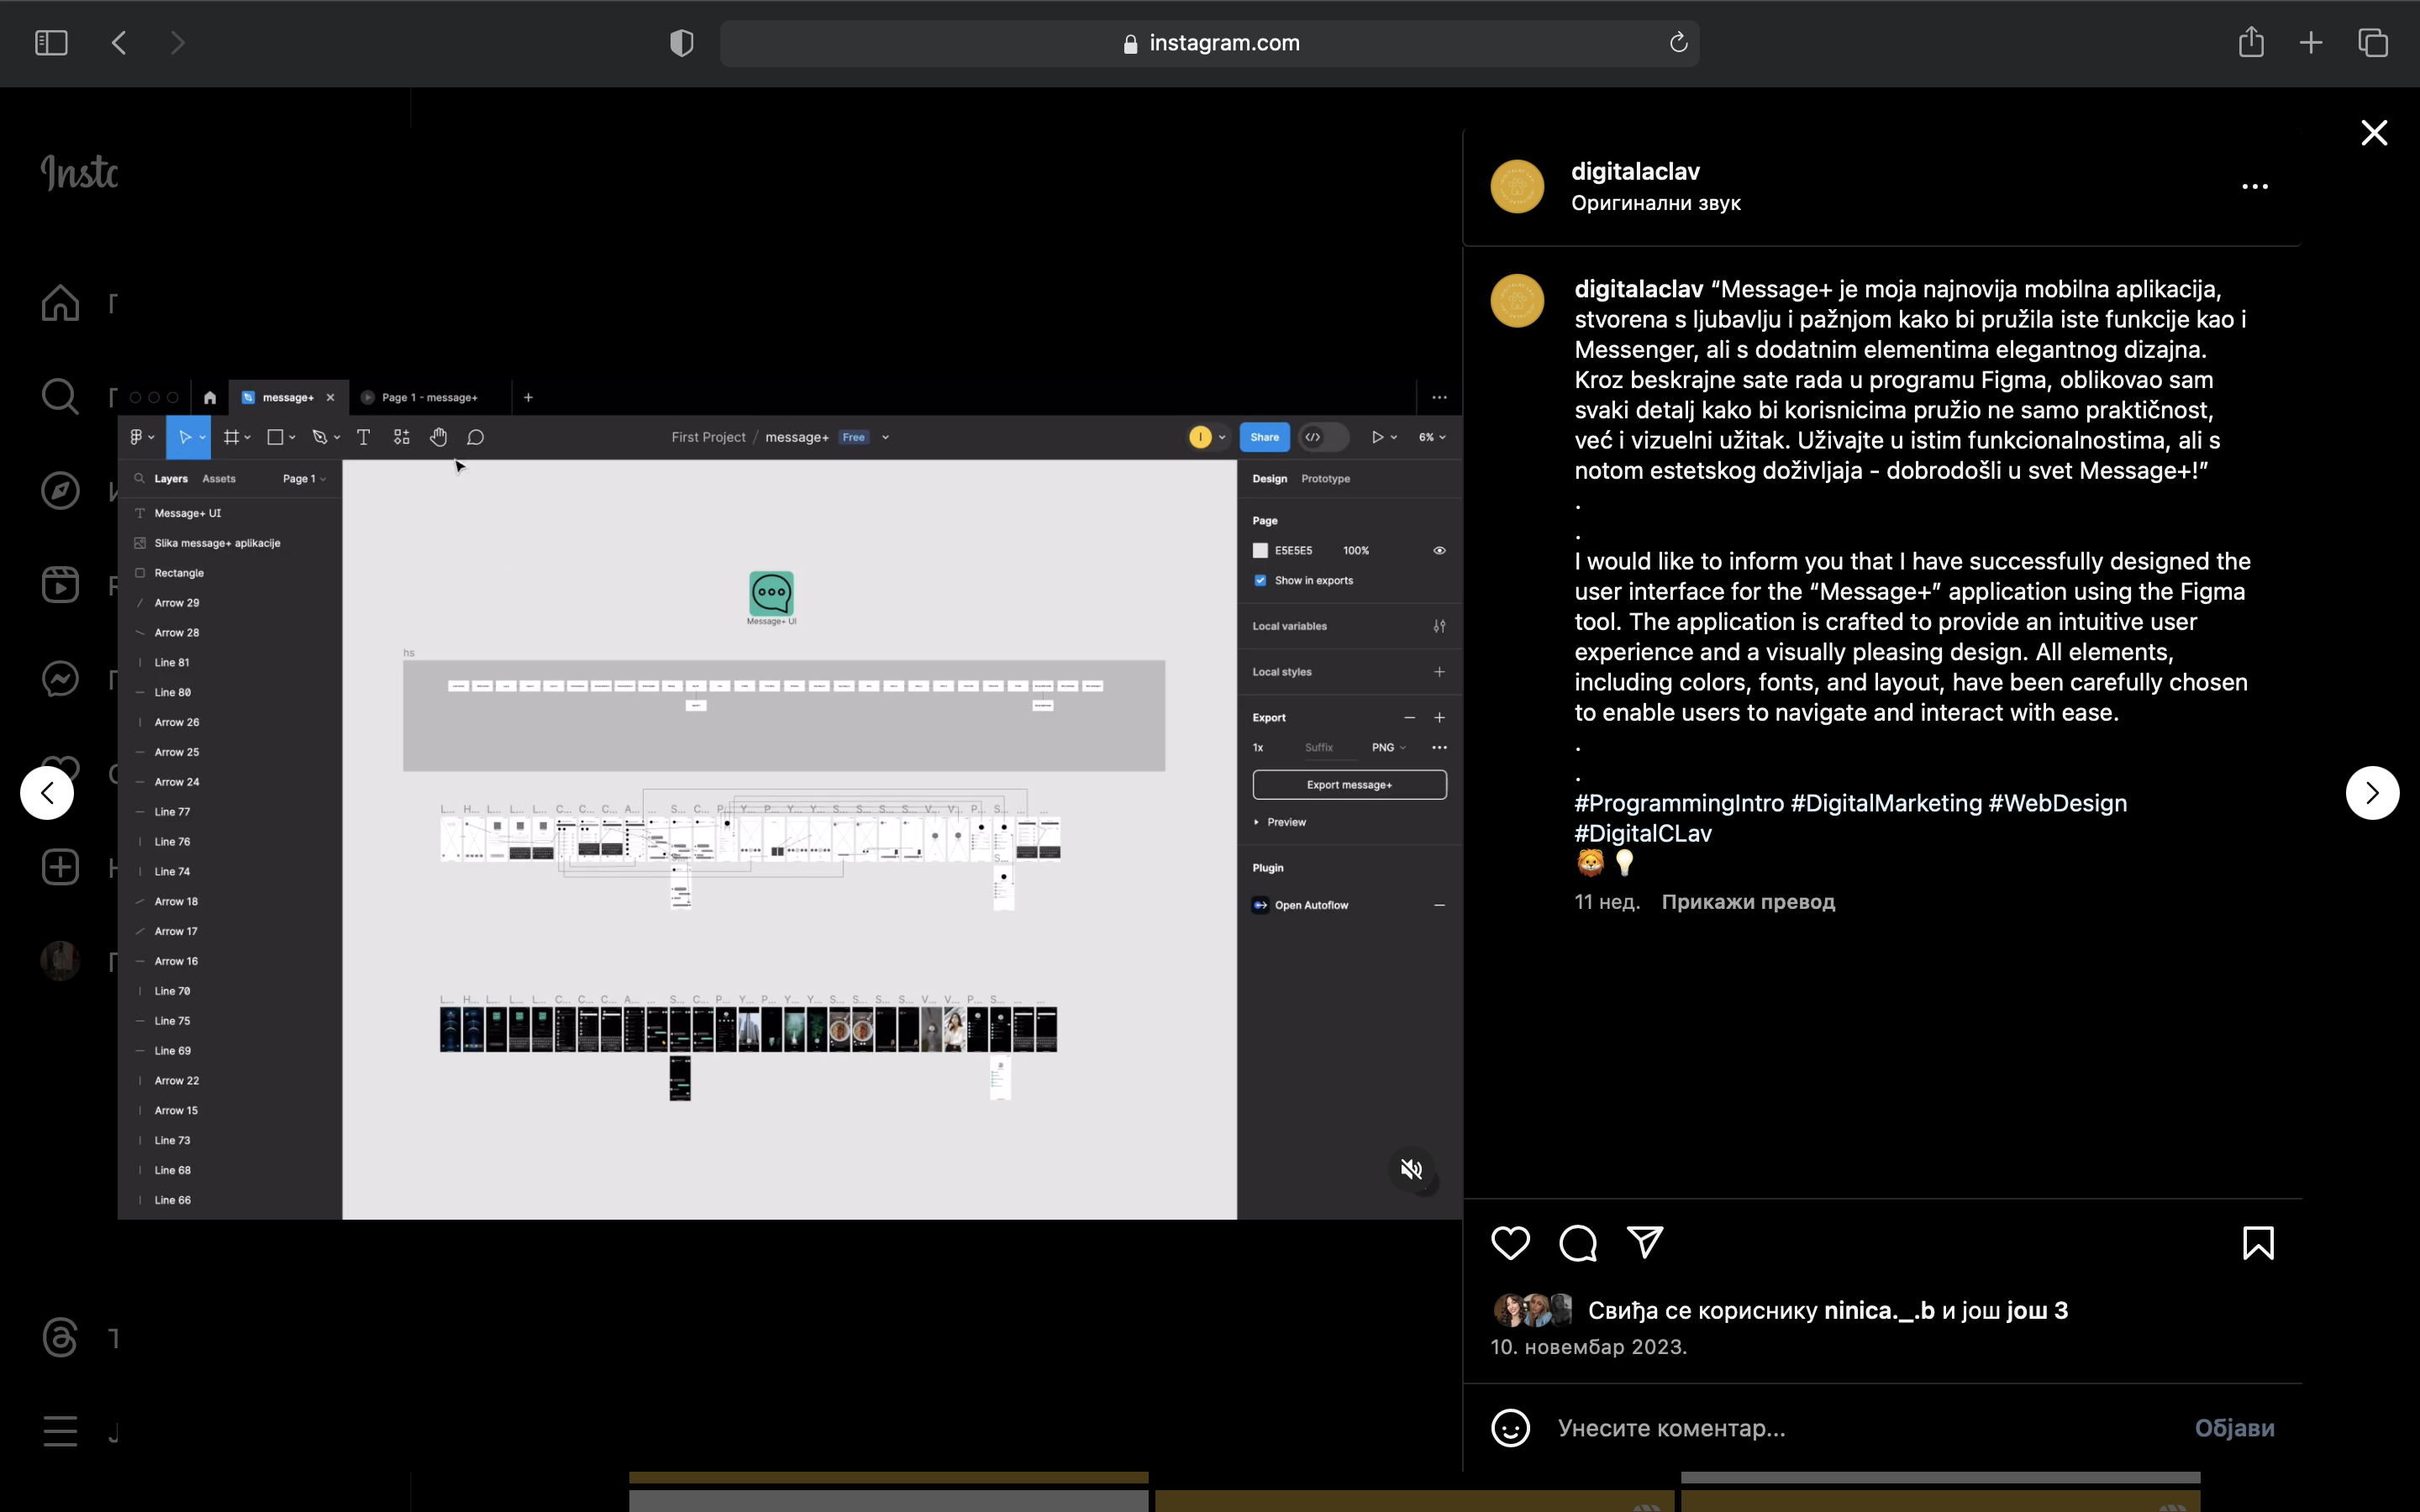 instagram.com
Insta
digitalaclav
Оригинални звук
digitalaclav “Message+ je moja najnovija mobilna aplikacija,
stvorena s ljubavlju i pažnjom kako bi pružila iste funkcije kao i
Messenger, ali s dodatnim elementima elegantnog dizajna.
Kroz beskrajne sate rada u programu Figma, oblikovao sam
svaki detalj kako bi korisnicima pružio ne samo praktičnost,
već i vizuelni užitak. Uživajte u istim funkcionalnostima, ali s
notom estetskog doživljaja - dobrodošli u svet Message+!”
.
.
I would like to inform you that I have successfully designed the
user interface for the “Message+” application using the Figma
tool. The application is crafted to provide an intuitive user
experience and a visually pleasing design. All elements,
including colors, fonts, and layout, have been carefully chosen
to enable users to navigate and interact with ease.
.
.
#ProgrammingIntro #DigitalMarketing #WebDesign
#DigitalCLav
🦁💡
11 нед. Прикажи превод
Свиђа се кориснику ninica._.b и још још 3
10. новембар 2023.
Унесите коментар...
Објави
message+
Page 1 - message+
First Project / message+ Free
Share
6%
Layers Assets Page 1
Message+ UI
Slika message+ aplikacije
Rectangle
Arrow 29
Arrow 28
Line 81
Line 80
Arrow 26
Arrow 25
Arrow 24
Line 77
Line 76
Line 74
Arrow 18
Arrow 17
Arrow 16
Line 70
Line 75
Line 69
Arrow 22
Arrow 15
Line 73
Line 68
Line 66
Message+ UI
hs
L... H... L... L... L... C... C... C... A... ... S... C... P... Y... P... Y... Y... S... S... S... S... V... V... P... S... ... ...
S...
S...
L... H... L... L... L... C... C... C... A... ... S... C... P... Y... P... Y... Y... S... S... S... S... V... V... P... S... ... ...
Design Prototype
Page
E5E5E5 100%
Show in exports
Local variables
Local styles
Export
1x Suffix PNG
Export message+
Preview
Plugin
Open Autoflow